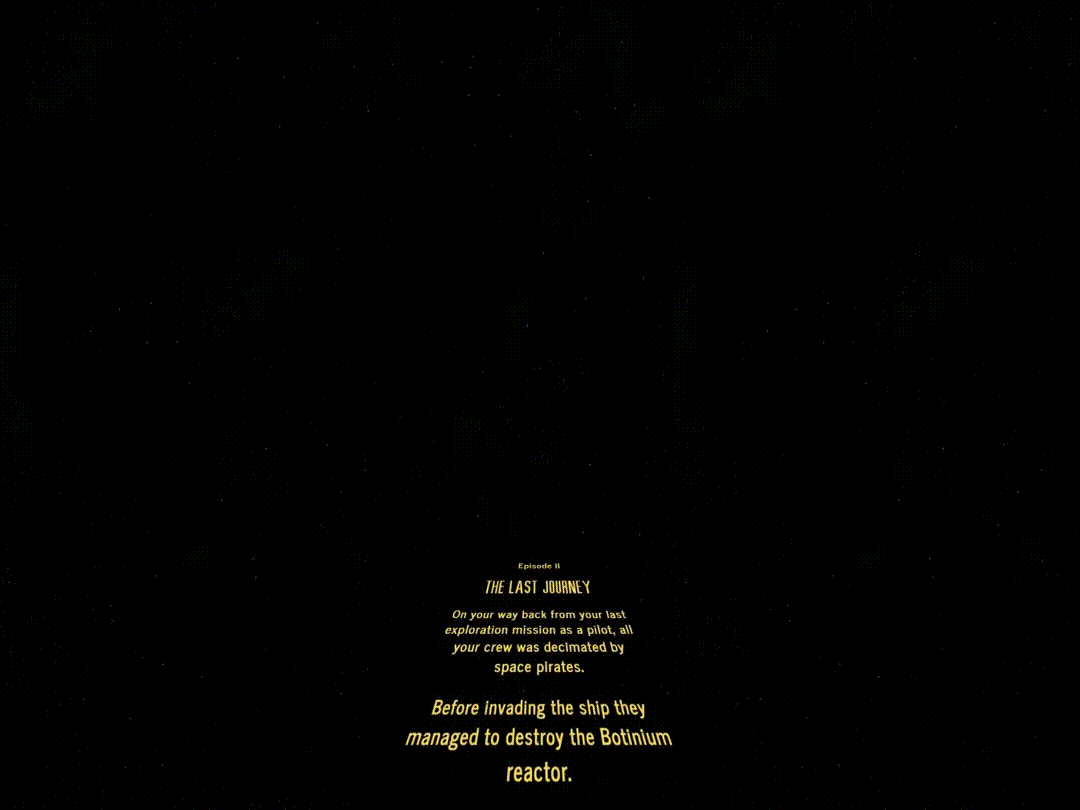 Episode II
THE LAST JOURNEY
On your way back from your last
exploration mission as a pilot, all
your crew was decimated by
space pirates.
Before invading the ship they
managed to destroy the Botinium
reactor.